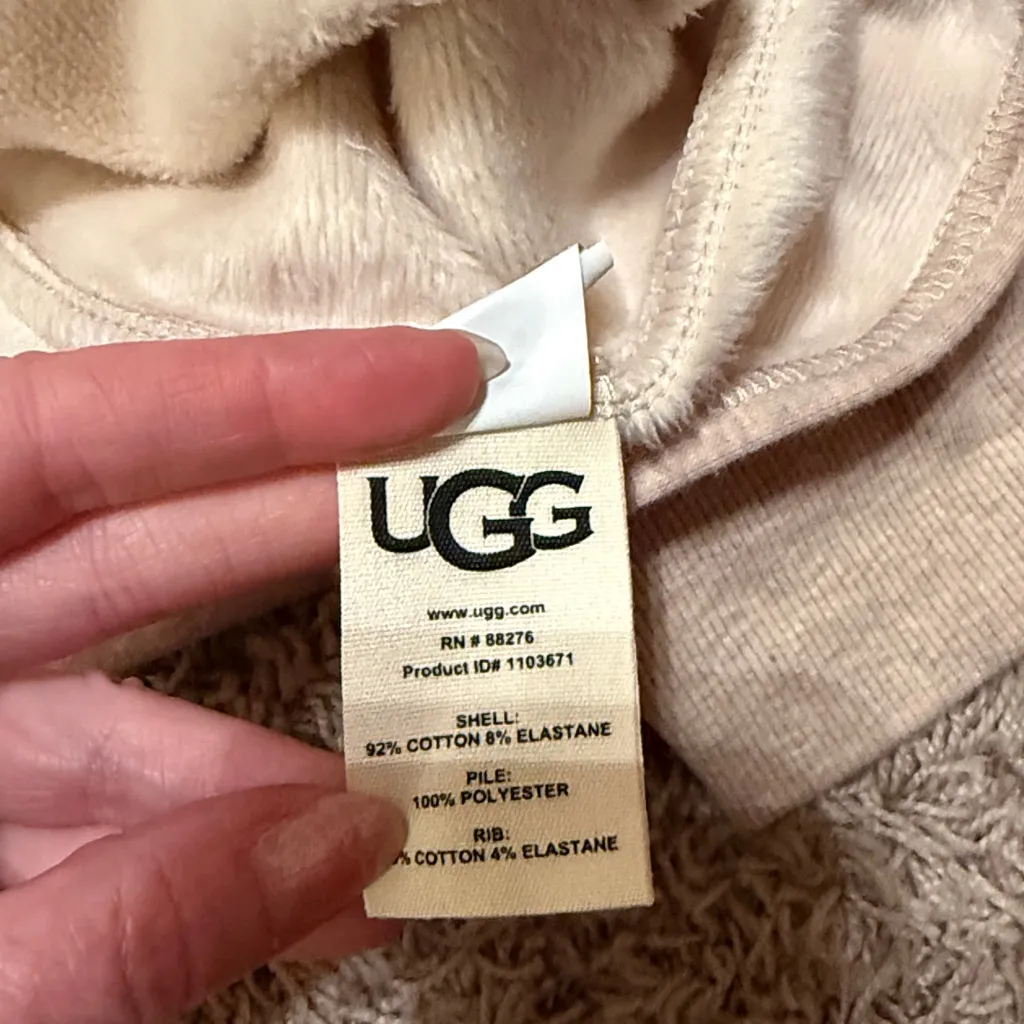 UGG
www.ugg.com
RN # 88276
Product ID# 1103671
SHELL:
92% COTTON 8% ELASTANE
PILE:
100% POLYESTER
RIB:
% COTTON 4% ELASTANE